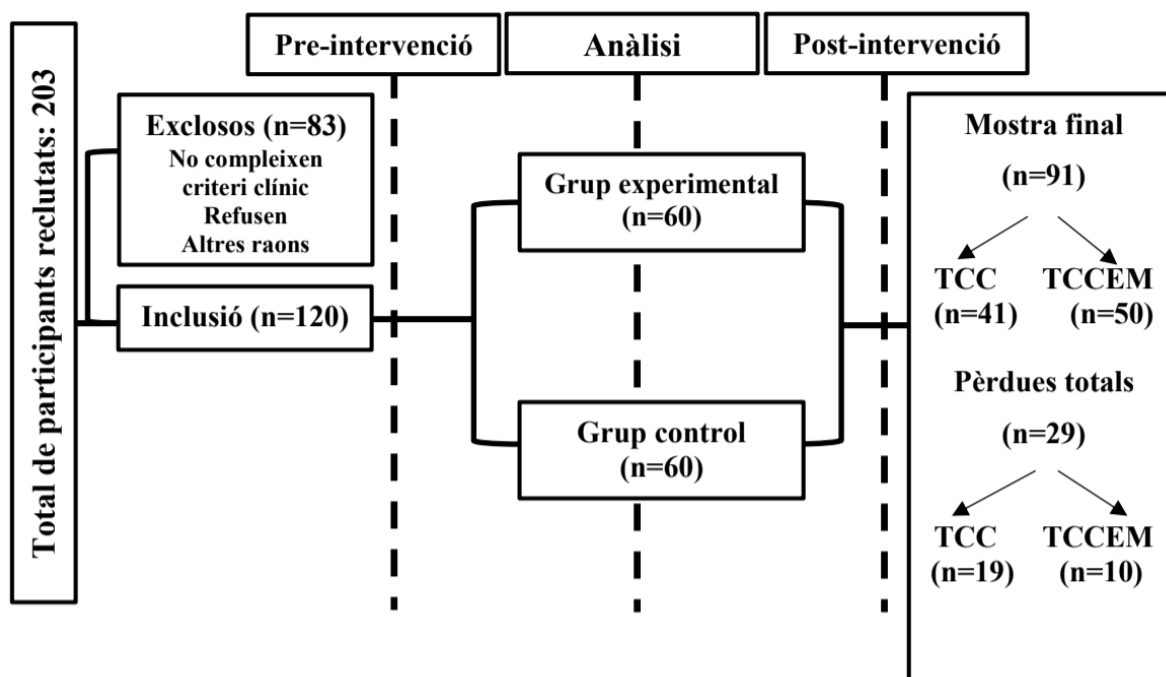 Total de participants reclutats: 203
Pre-intervenció
Anàlisi
Post-intervenció
Exclosos (n=83)
No compleixen
criteri clínic
Refusen
Altres raons
Inclusió (n=120)
Grup experimental
(n=60)
Grup control
(n=60)
Mostra final
(n=91)
TCC TCCEM
(n=41) (n=50)
Pèrdues totals
(n=29)
TCC TCCEM
(n=19) (n=10)